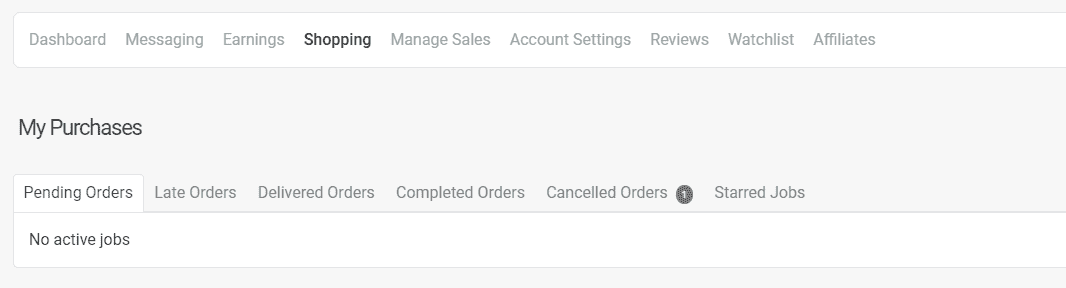 Dashboard Messaging Earnings Shopping Manage Sales Account Settings Reviews Watchlist Affiliates
My Purchases
Pending Orders Late Orders Delivered Orders Completed Orders Cancelled Orders 1 Starred Jobs
No active jobs